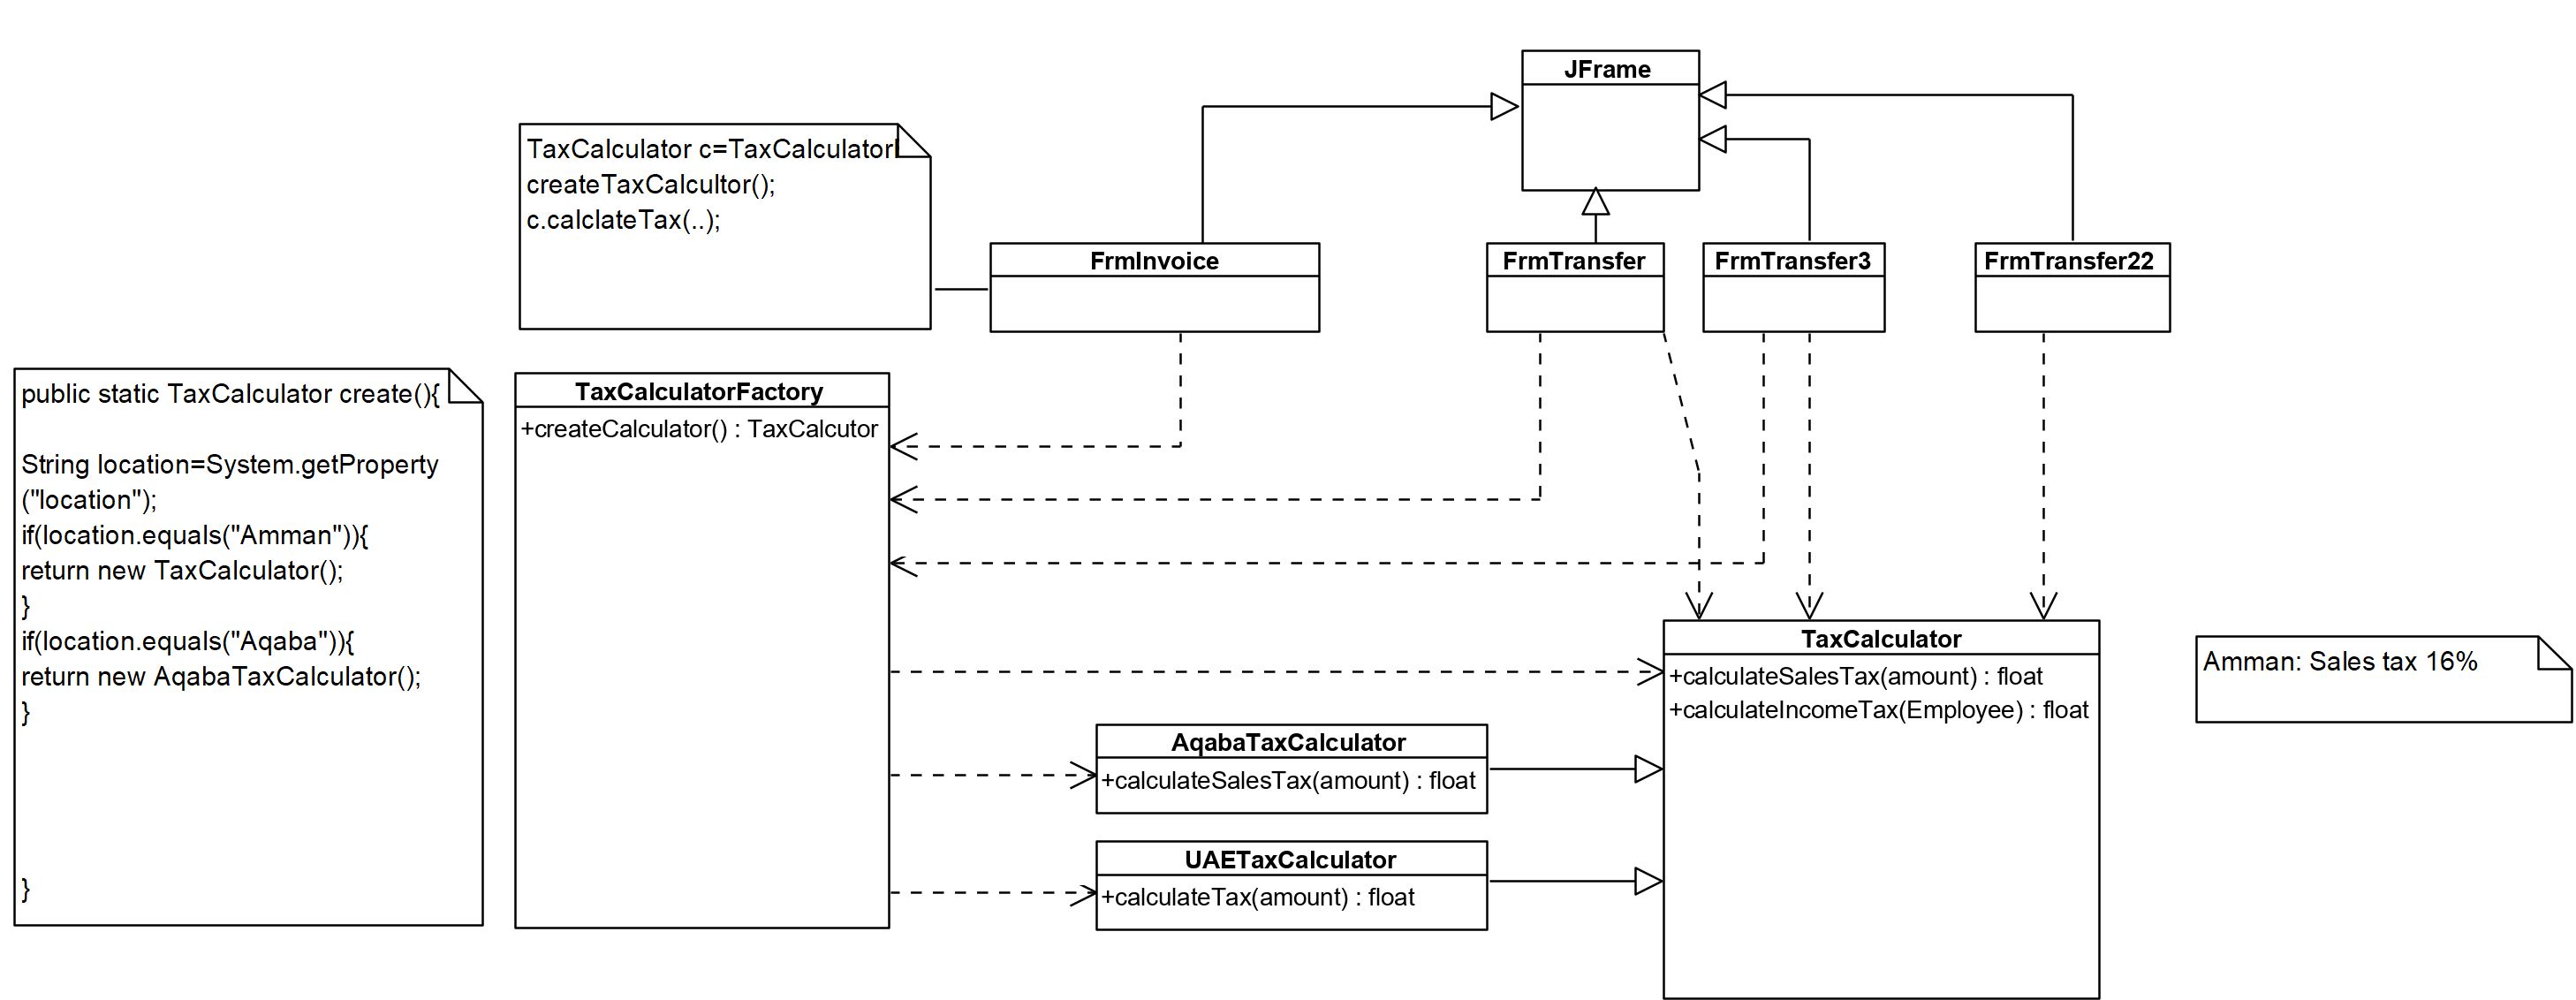 JFrame
TaxCalculator c=TaxCalculator
createTaxCalcultor();
c.calclateTax(..);
FrmInvoice
FrmTransfer
FrmTransfer3
FrmTransfer22
public static TaxCalculator create(){
String location=System.getProperty
("location");
if(location.equals("Amman")){
return new TaxCalculator();
}
if(location.equals("Aqaba")){
return new AqabaTaxCalculator();
}
}
TaxCalculatorFactory
+createCalculator() : TaxCalcutor
TaxCalculator
+calculateSalesTax(amount) : float
+calculateIncomeTax(Employee) : float
Amman: Sales tax 16%
AqabaTaxCalculator
+calculateSalesTax(amount) : float
UAETaxCalculator
+calculateTax(amount) : float